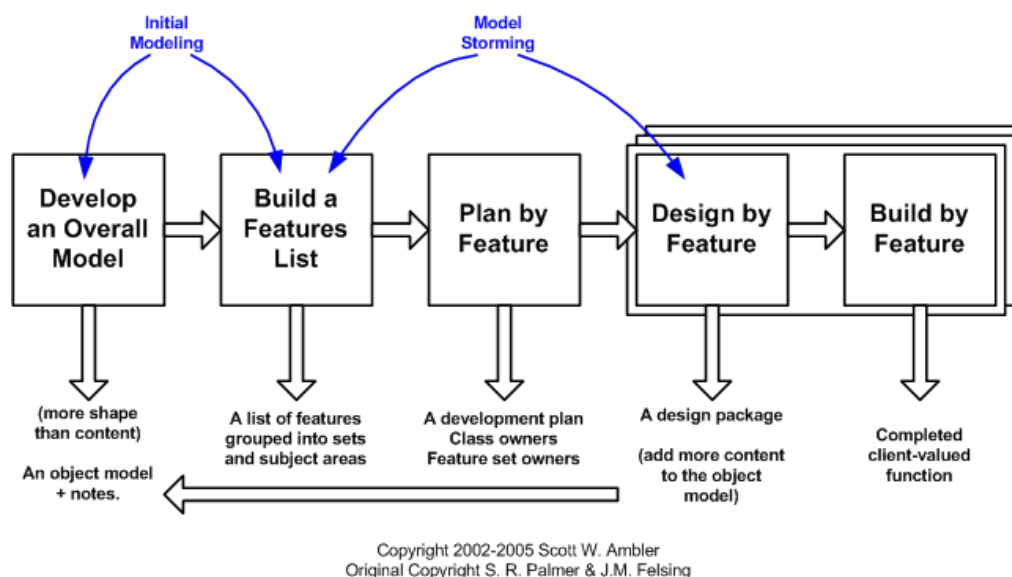 Initial
Modeling
Model
Storming
Develop
an Overall
Model
Build a
Features
List
Plan by
Feature
Design by
Feature
Build by
Feature
(more shape
than content)
An object model
+ notes.
A list of features
grouped into sets
and subject areas
A development plan
Class owners
Feature set owners
A design package
(add more content
to the object
model)
Completed
client-valued
function
Copyright 2002-2005 Scott W. Ambler
Original Copyright S. R. Palmer & J.M. Felsing